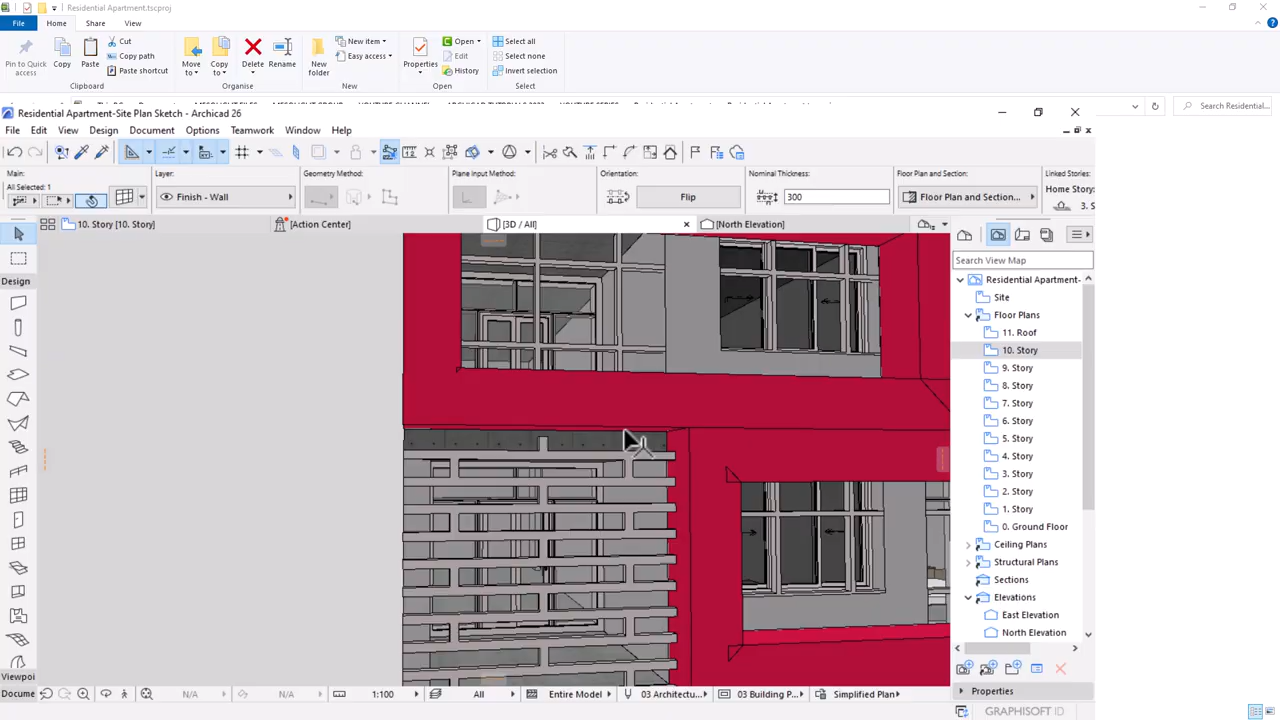 Residential Apartment.tscproj
File Home Share View
Pin to Quick access
Copy
Paste
Cut
Copy path
Paste shortcut
Move to
Copy to
Delete
Rename
New folder
New item
Easy access
Properties
Open
Edit
History
Select all
Select none
Invert selection
Clipboard Organise New Open Select
Search Residential...
Residential Apartment-Site Plan Sketch - Archicad 26
File Edit View Design Document Options Teamwork Window Help
Main:
All Selected: 1
Layer:
Finish - Wall
Geometry Method:
Plane Input Method:
Orientation:
Flip
Nominal Thickness:
300
Floor Plan and Section:
Floor Plan and Section...
Linked Stories:
Home Story:
3. S
10. Story [10. Story]
[Action Center]
[3D / All]
[North Elevation]
Design
Search View Map
Residential Apartment-
Site
Floor Plans
11. Roof
10. Story
9. Story
8. Story
7. Story
6. Story
5. Story
4. Story
3. Story
2. Story
1. Story
0. Ground Floor
Ceiling Plans
Structural Plans
Sections
Elevations
East Elevation
North Elevation
Viewpoi
Docume
N/A
N/A
1:100
All
Entire Model
03 Architectu...
03 Building P...
Simplified Plan
Properties
GRAPHISOFT ID